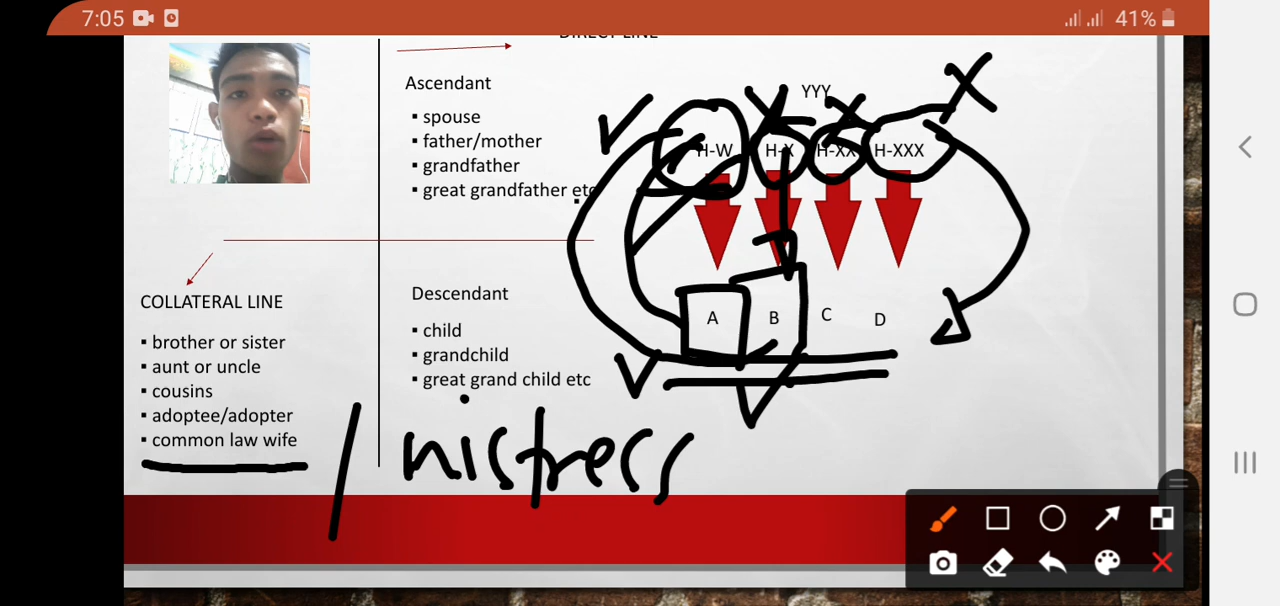 7:05
41%
DIRECT LINE
Ascendant
▪ spouse
▪ father/mother
▪ grandfather
▪ great grandfather etc
YYY
H-W H-X H-XX H-XXX
COLLATERAL LINE
▪ brother or sister
▪ aunt or uncle
▪ cousins
▪ adoptee/adopter
▪ common law wife
Descendant
▪ child
▪ grandchild
▪ great grand child etc
A B C D
/ mistress